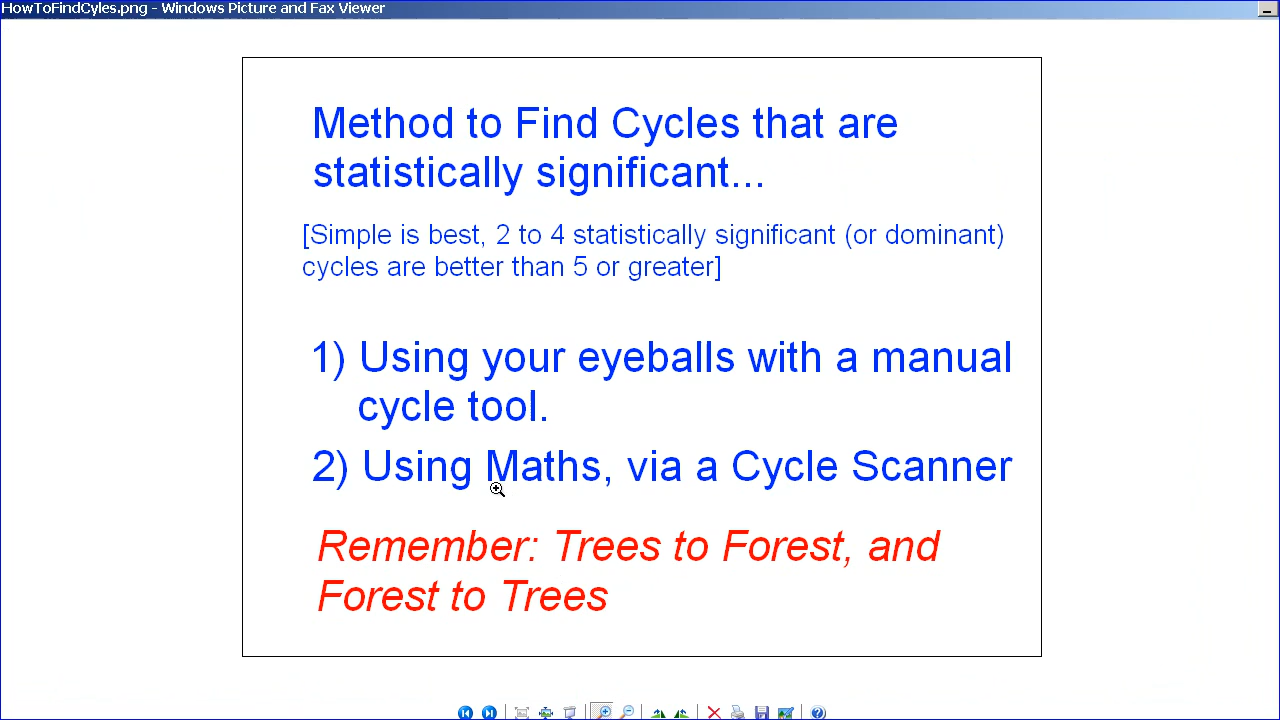 HowToFindCyles.png - Windows Picture and Fax Viewer
Method to Find Cycles that are
statistically significant...
[Simple is best, 2 to 4 statistically significant (or dominant)
cycles are better than 5 or greater]
1) Using your eyeballs with a manual
cycle tool.
2) Using Maths, via a Cycle Scanner
Remember: Trees to Forest, and
Forest to Trees